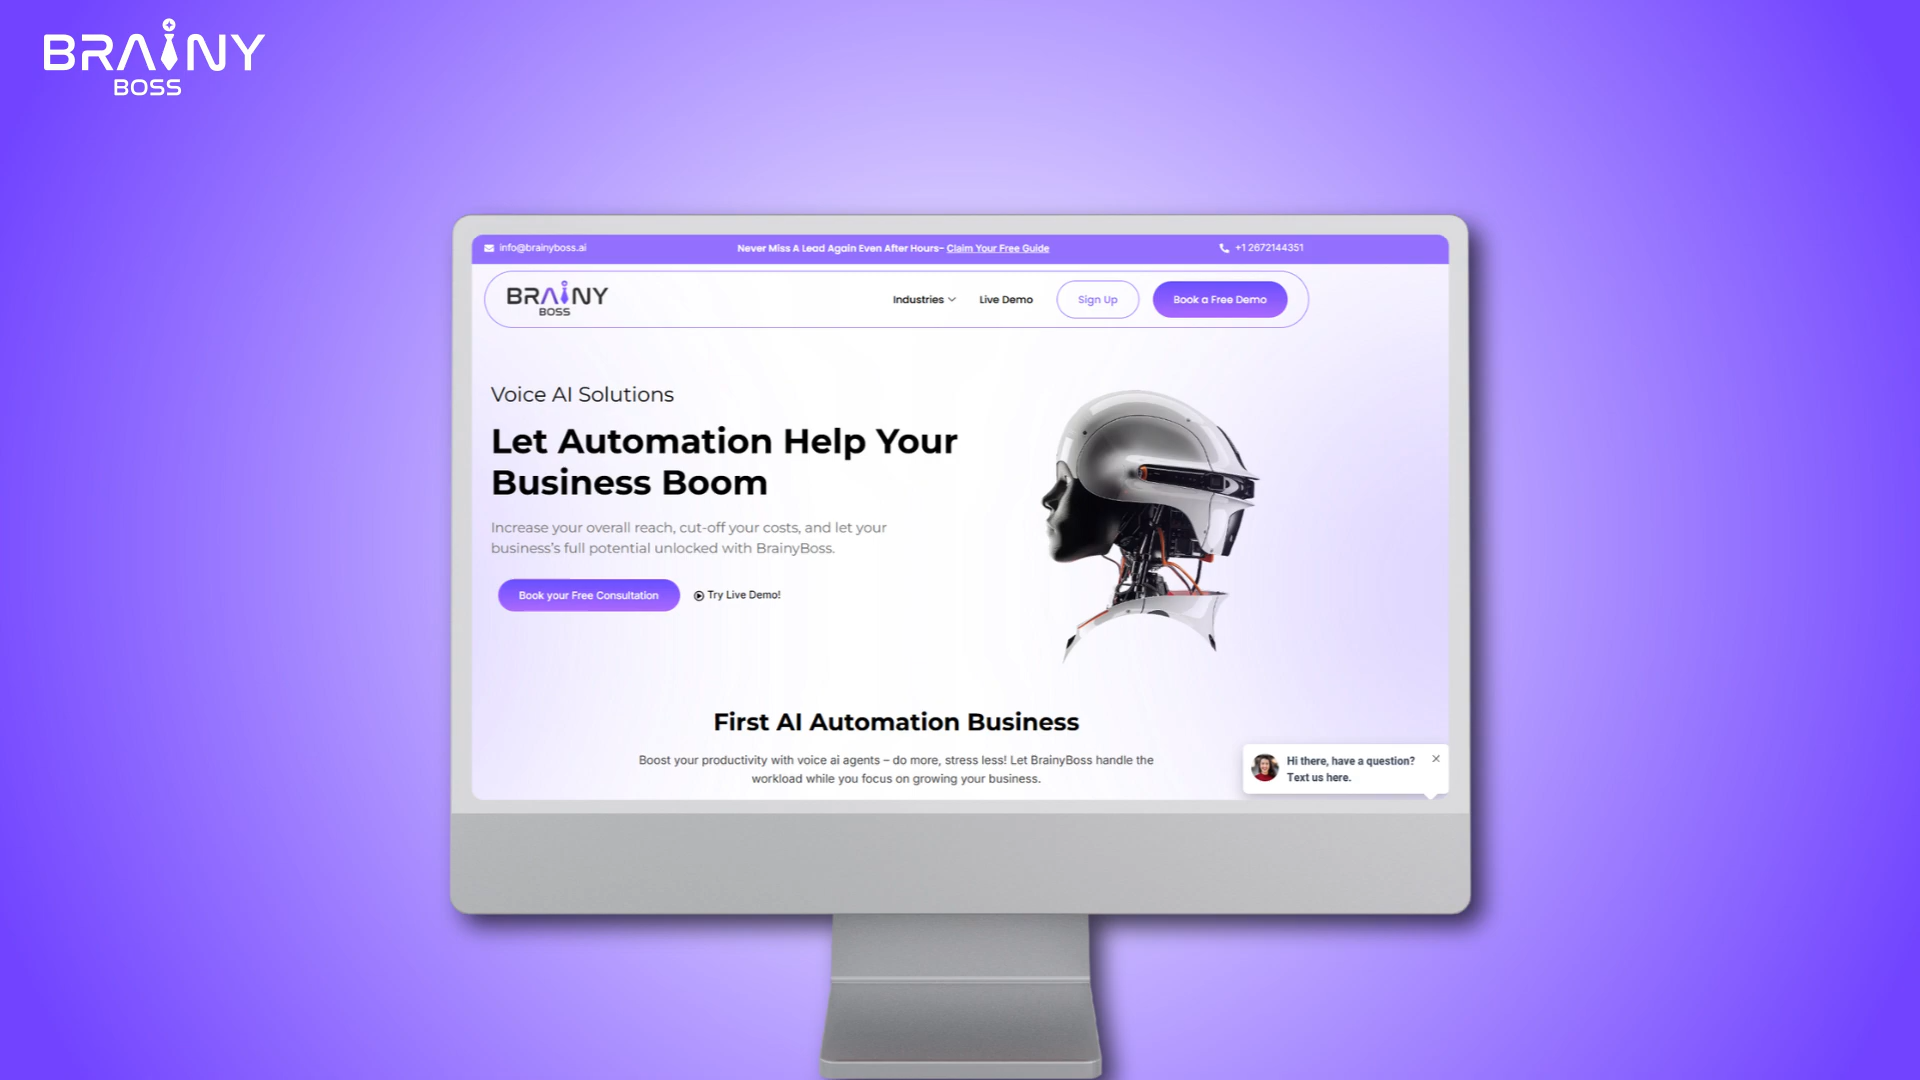 BRAINY
BOSS
info@brainyboss.ai
Never Miss A Lead Again Even After Hours- Claim Your Free Guide
+1 2672144351
BRAINY
BOSS
Industries
Live Demo
Sign Up
Book a Free Demo
Voice AI Solutions
Let Automation Help Your
Business Boom
Increase your overall reach, cut-off your costs, and let your
business's full potential unlocked with BrainyBoss.
Book your Free Consultation
Try Live Demo!
First AI Automation Business
Boost your productivity with voice ai agents – do more, stress less! Let BrainyBoss handle the
workload while you focus on growing your business.
Hi there, have a question?
Text us here.